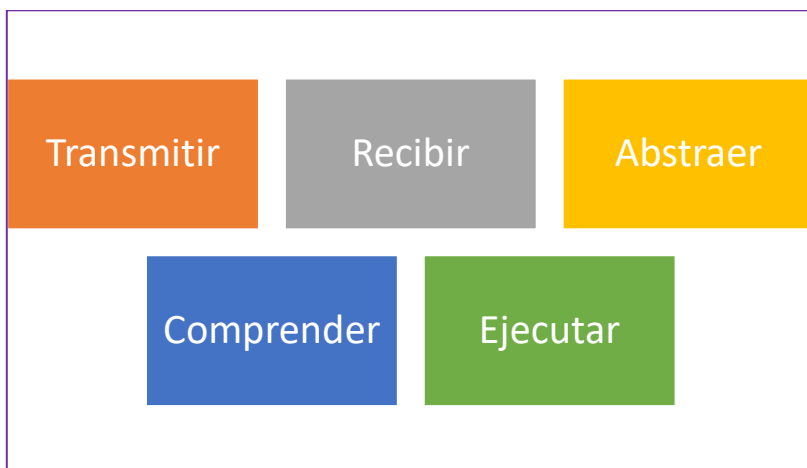 Transmitir
Recibir
Abstraer
Comprender
Ejecutar